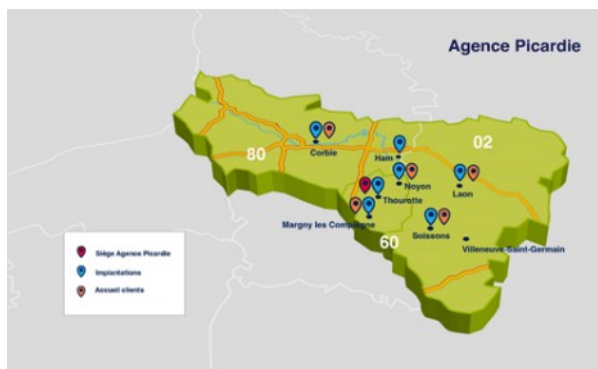 Agence Picardie
80
02
60
Corbie
Ham
Noyon
Laon
Thourotte
Margny les Compiègne
Soissons
Villeneuve-Saint-Germain
Siège Agence Picardie
Implantations
Accueil clients